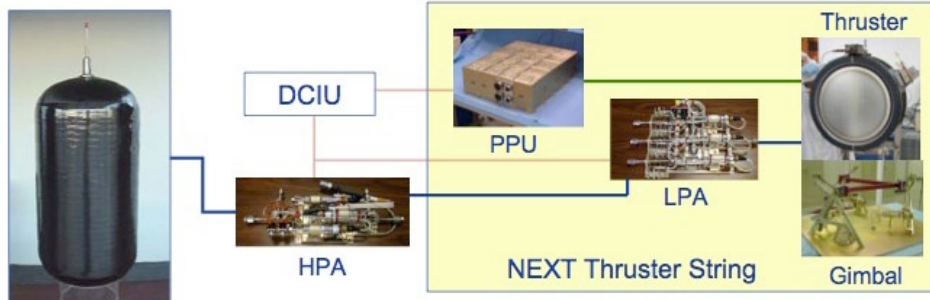 Thruster
DCIU
PPU
LPA
HPA
NEXT Thruster String
Gimbal